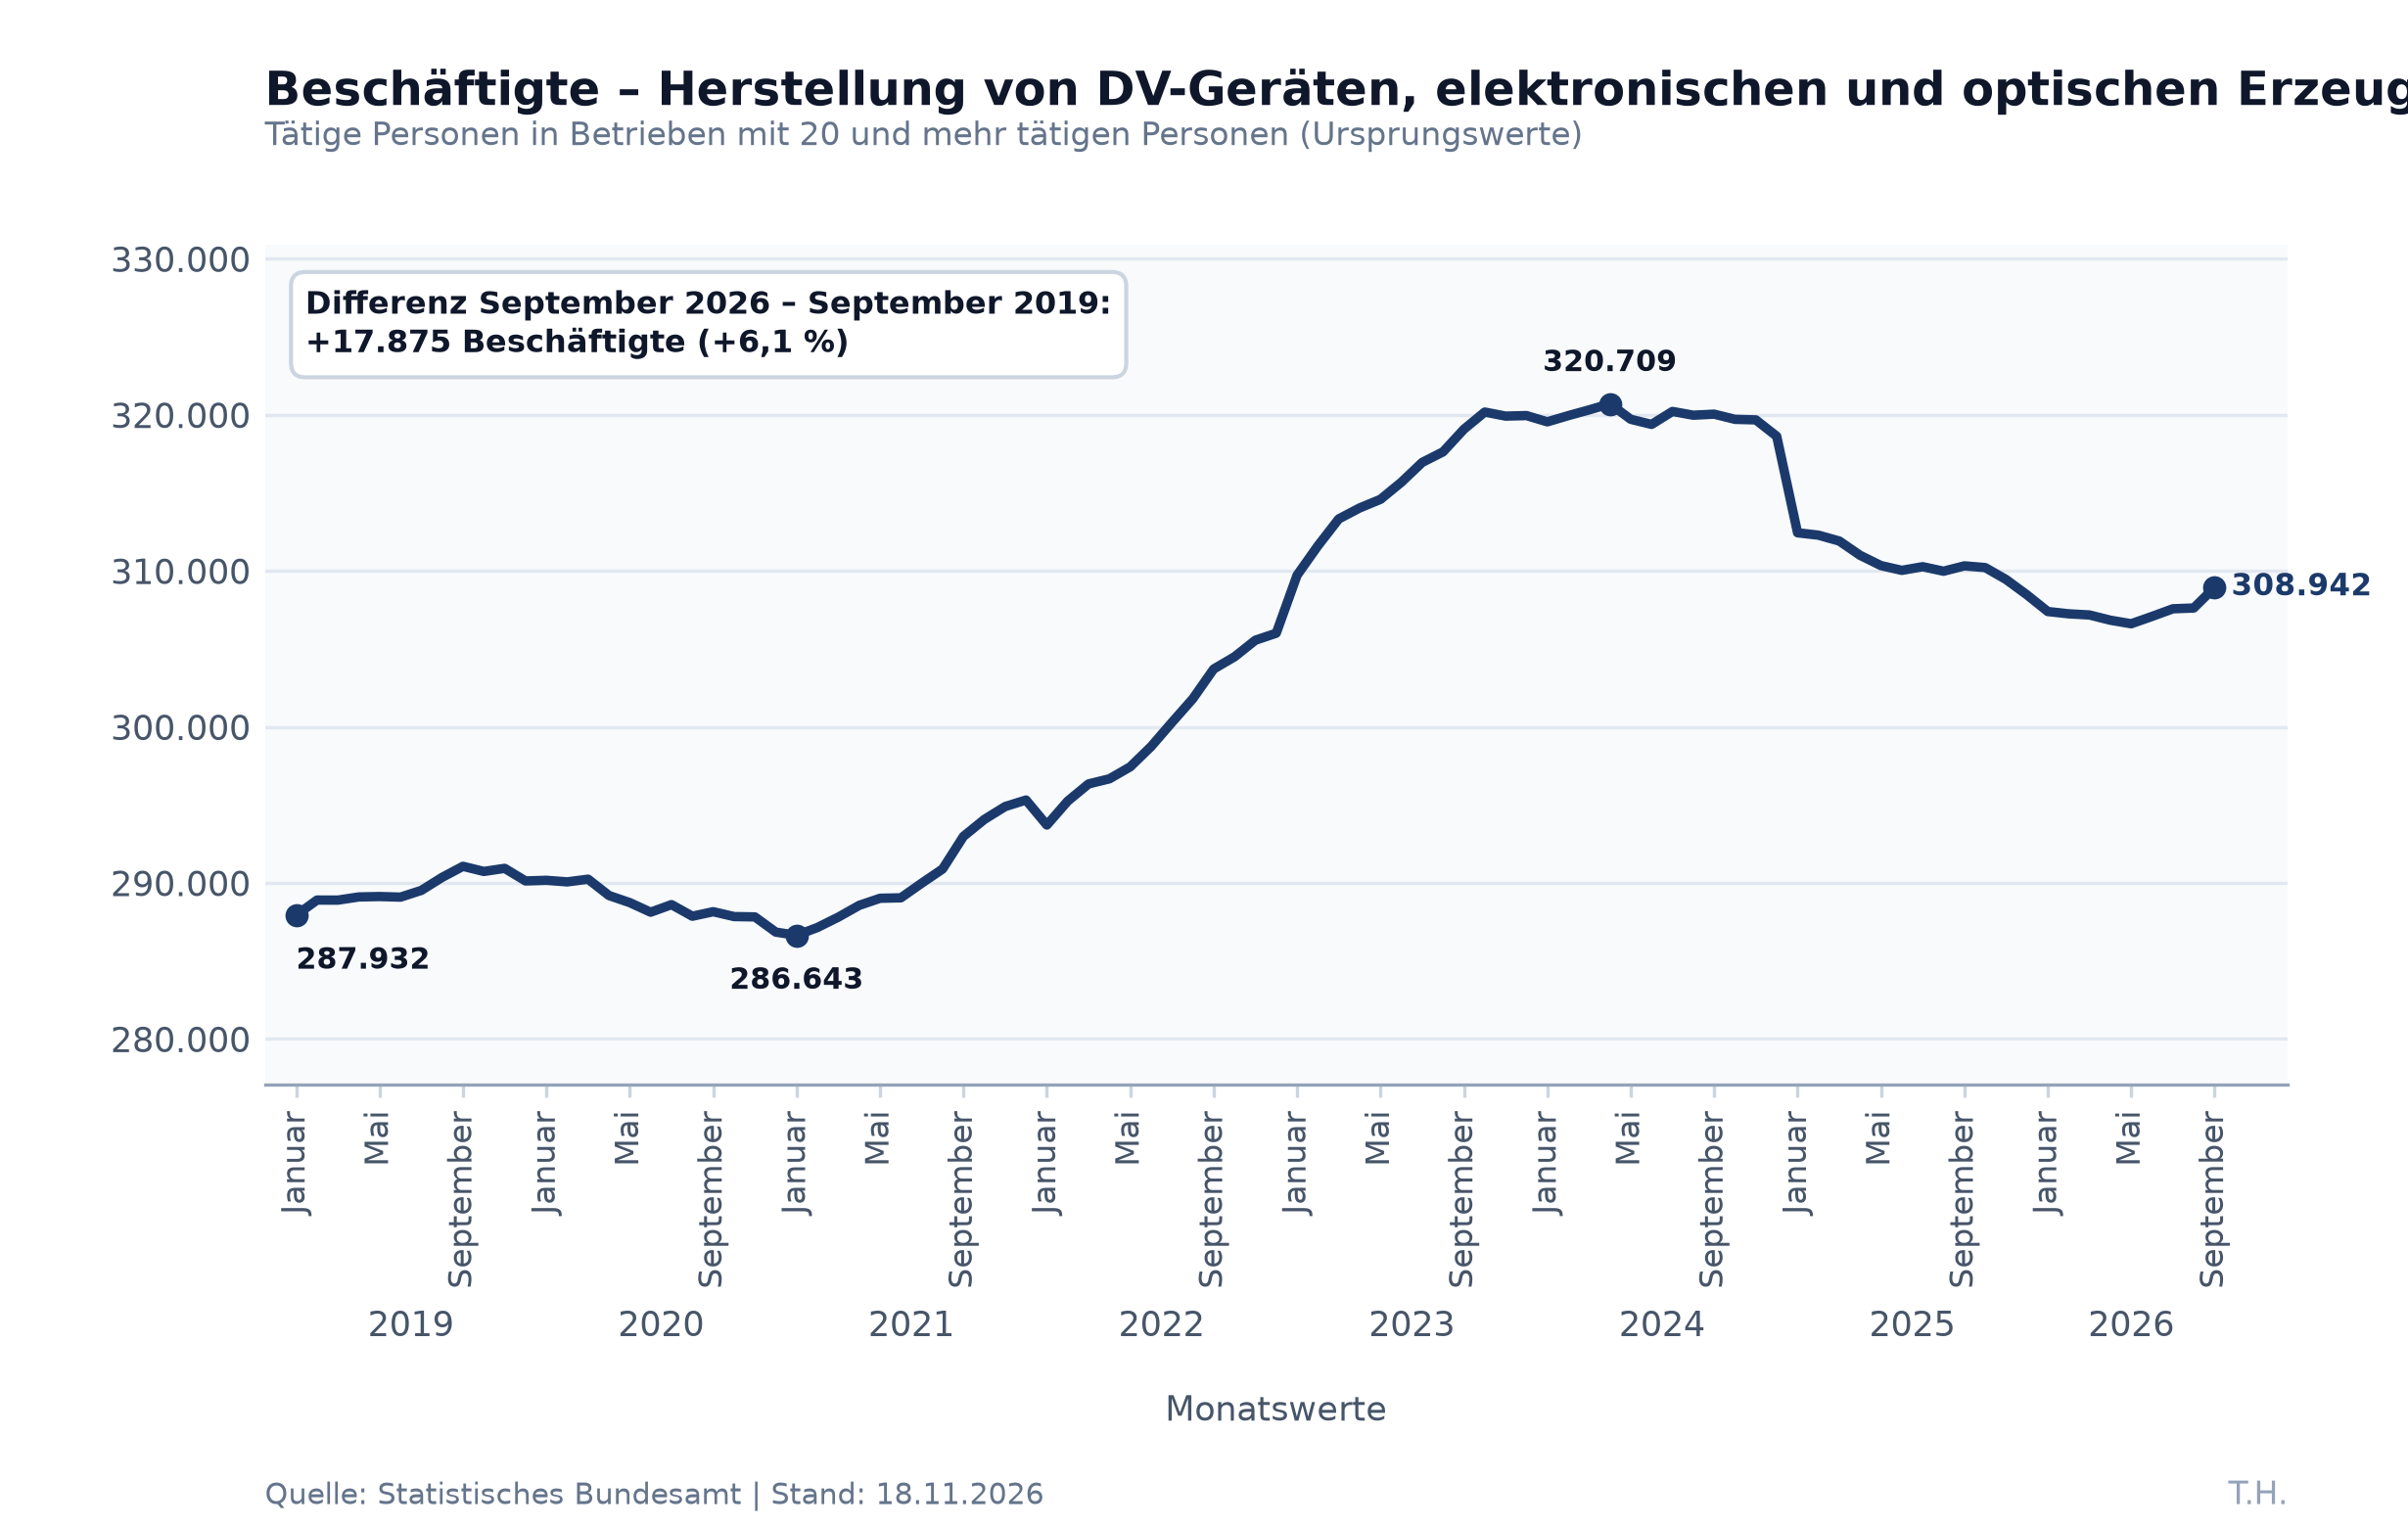 Beschäftigte – Herstellung von DV-Geräten, elektronischen und optischen Erzeug
Tätige Personen in Betrieben mit 20 und mehr tätigen Personen (Ursprungswerte)
330.000
Differenz September 2026 – September 2019:
+17.875 Beschäftigte (+6,1 %)
320.709
320.000
310.000
308.942
300.000
290.000
287.932
286.643
280.000
Januar Mai September Januar Mai September Januar Mai September Januar Mai September Januar Mai September Januar Mai September Januar Mai September Januar Mai September
2019 2020 2021 2022 2023 2024 2025 2026
Monatswerte
Quelle: Statistisches Bundesamt | Stand: 18.11.2026
T.H.